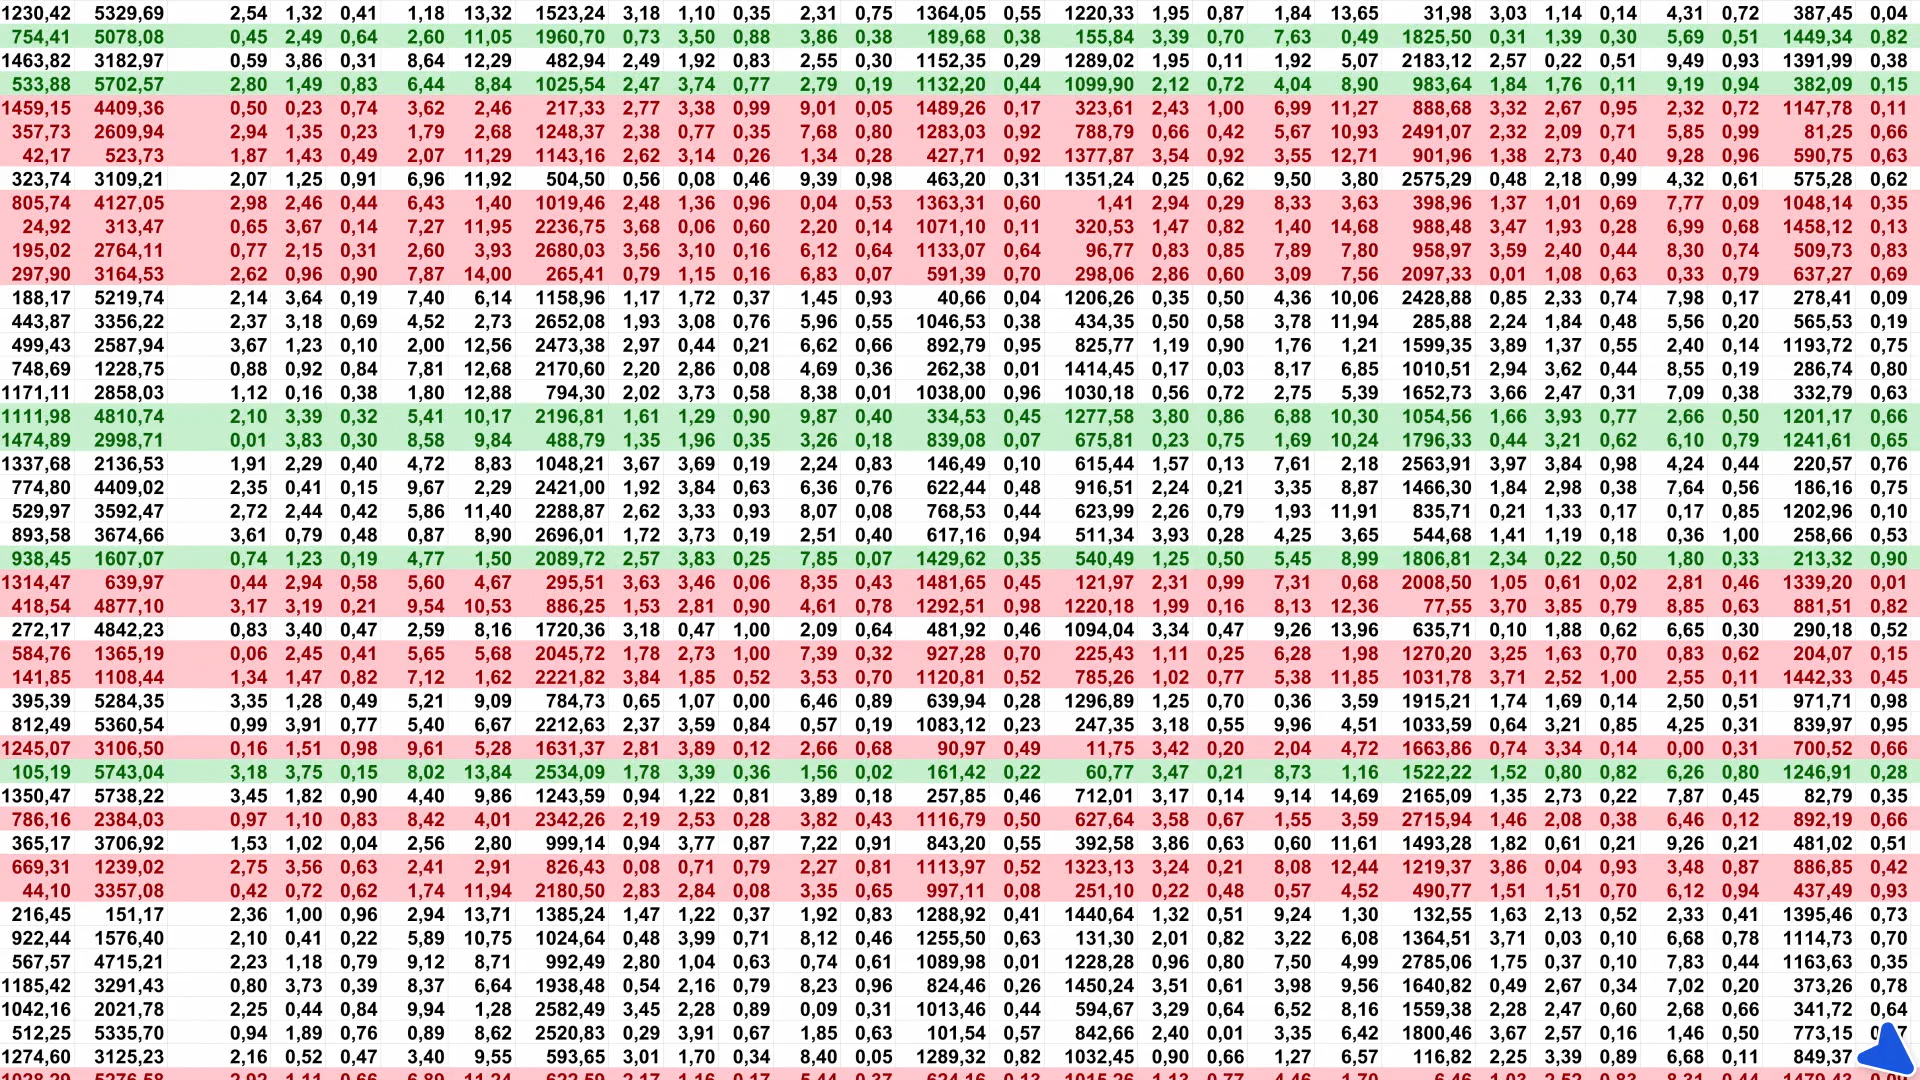 1230,42 5329,69 2,54 1,32 0,41 1,18 13,32 1523,24 3,18 1,10 0,35 2,31 0,75 1364,05 0,55 1220,33 1,95 0,87 1,84 13,65 31,98 3,03 1,14 0,14 4,31 0,72 387,45 0,04
754,41 5078,08 0,45 2,49 0,64 2,60 11,05 1960,70 0,73 3,50 0,88 3,86 0,38 189,68 0,38 155,84 3,39 0,70 7,63 0,49 1825,50 0,31 1,39 0,30 5,69 0,51 1449,34 0,82
1463,82 3182,97 0,59 3,86 0,31 8,64 12,29 482,94 2,49 1,92 0,83 2,55 0,30 1152,35 0,29 1289,02 1,95 0,11 1,92 5,07 2183,12 2,57 0,22 0,51 9,49 0,93 1391,99 0,38
533,88 5702,57 2,80 1,49 0,83 6,44 8,84 1025,54 2,47 3,74 0,77 2,79 0,19 1132,20 0,44 1099,90 2,12 0,72 4,04 8,90 983,64 1,84 1,76 0,11 9,19 0,94 382,09 0,15
1459,15 4409,36 0,50 0,23 0,74 3,62 2,46 217,33 2,77 3,38 0,99 9,01 0,05 1489,26 0,17 323,61 2,43 1,00 6,99 11,27 888,68 3,32 2,67 0,95 2,32 0,72 1147,78 0,11
357,73 2609,94 2,94 1,35 0,23 1,79 2,68 1248,37 2,38 0,77 0,35 7,68 0,80 1283,03 0,92 788,79 0,66 0,42 5,67 10,93 2491,07 2,32 2,09 0,71 5,85 0,99 81,25 0,66
42,17 523,73 1,87 1,43 0,49 2,07 11,29 1143,16 2,62 3,14 0,26 1,34 0,28 427,71 0,92 1377,87 3,54 0,92 3,55 12,71 901,96 1,38 2,73 0,40 9,28 0,96 590,75 0,63
323,74 3109,21 2,07 1,25 0,91 6,96 11,92 504,50 0,56 0,08 0,46 9,39 0,98 463,20 0,31 1351,24 0,25 0,62 9,50 3,80 2575,29 0,48 2,18 0,99 4,32 0,61 575,28 0,62
805,74 4127,05 2,98 2,46 0,44 6,43 1,40 1019,46 2,48 1,36 0,96 0,04 0,53 1363,31 0,60 1,41 2,94 0,29 8,33 3,63 398,96 1,37 1,01 0,69 7,77 0,09 1048,14 0,35
24,92 313,47 0,65 3,67 0,14 7,27 11,95 2236,75 3,68 0,06 0,60 2,20 0,14 1071,10 0,11 320,53 1,47 0,82 1,40 14,68 988,48 3,47 1,93 0,28 6,99 0,68 1458,12 0,13
195,02 2764,11 0,77 2,15 0,31 2,60 3,93 2680,03 3,56 3,10 0,16 6,12 0,64 1133,07 0,64 96,77 0,83 0,85 7,89 7,80 958,97 3,59 2,40 0,44 8,30 0,74 509,73 0,83
297,90 3164,53 2,62 0,96 0,90 7,87 14,00 265,41 0,79 1,15 0,16 6,83 0,07 591,39 0,70 298,06 2,86 0,60 3,09 7,56 2097,33 0,01 1,08 0,63 0,33 0,79 637,27 0,69
188,17 5219,74 2,14 3,64 0,19 7,40 6,14 1158,96 1,17 1,72 0,37 1,45 0,93 40,66 0,04 1206,26 0,35 0,50 4,36 10,06 2428,88 0,85 2,33 0,74 7,98 0,17 278,41 0,09
443,87 3356,22 2,37 3,18 0,69 4,52 2,73 2652,08 1,93 3,08 0,76 5,96 0,55 1046,53 0,38 434,35 0,50 0,58 3,78 11,94 285,88 2,24 1,84 0,48 5,56 0,20 565,53 0,19
499,43 2587,94 3,67 1,23 0,10 2,00 12,56 2473,38 2,97 0,44 0,21 6,62 0,66 892,79 0,95 825,77 1,19 0,90 1,76 1,21 1599,35 3,89 1,37 0,55 2,40 0,14 1193,72 0,75
748,69 1228,75 0,88 0,92 0,84 7,81 12,68 2170,60 2,20 2,86 0,08 4,69 0,36 262,38 0,01 1414,45 0,17 0,03 8,17 6,85 1010,51 2,94 3,62 0,44 8,55 0,19 286,74 0,80
1171,11 2858,03 1,12 0,16 0,38 1,80 12,88 794,30 2,02 3,73 0,58 8,38 0,01 1038,00 0,96 1030,18 0,56 0,72 2,75 5,39 1652,73 3,66 2,47 0,31 7,09 0,38 332,79 0,63
1111,98 4810,74 2,10 3,39 0,32 5,41 10,17 2196,81 1,61 1,29 0,90 9,87 0,40 334,53 0,45 1277,58 3,80 0,86 6,88 10,30 1054,56 1,66 3,93 0,77 2,66 0,50 1201,17 0,66
1474,89 2998,71 0,01 3,83 0,30 8,58 9,84 488,79 1,35 1,96 0,35 3,26 0,18 839,08 0,07 675,81 0,23 0,75 1,69 10,24 1796,33 0,44 3,21 0,62 6,10 0,79 1241,61 0,65
1337,68 2136,53 1,91 2,29 0,40 4,72 8,83 1048,21 3,67 3,69 0,19 2,24 0,83 146,49 0,10 615,44 1,57 0,13 7,61 2,18 2563,91 3,97 3,84 0,98 4,24 0,44 220,57 0,76
774,80 4409,02 2,35 0,41 0,15 9,67 2,29 2421,00 1,92 3,84 0,63 6,36 0,76 622,44 0,48 916,51 2,24 0,21 3,35 8,87 1466,30 1,84 2,98 0,38 7,64 0,56 186,16 0,75
529,97 3592,47 2,72 2,44 0,42 5,86 11,40 2288,87 2,62 3,33 0,93 8,07 0,08 768,53 0,44 623,99 2,26 0,79 1,93 11,91 835,71 0,21 1,33 0,17 0,17 0,85 1202,96 0,10
893,58 3674,66 3,61 0,79 0,48 0,87 8,90 2696,01 1,72 3,73 0,19 2,51 0,40 617,16 0,94 511,34 3,93 0,28 4,25 3,65 544,68 1,41 1,19 0,18 0,36 1,00 258,66 0,53
938,45 1607,07 0,74 1,23 0,19 4,77 1,50 2089,72 2,57 3,83 0,25 7,85 0,07 1429,62 0,35 540,49 1,25 0,50 5,45 8,99 1806,81 2,34 0,22 0,50 1,80 0,33 213,32 0,90
1314,47 639,97 0,44 2,94 0,58 5,60 4,67 295,51 3,63 3,46 0,06 8,35 0,43 1481,65 0,45 121,97 2,31 0,99 7,31 0,68 2008,50 1,05 0,61 0,02 2,81 0,46 1339,20 0,01
418,54 4877,10 3,17 3,19 0,21 9,54 10,53 886,25 1,53 2,81 0,90 4,61 0,78 1292,51 0,98 1220,18 1,99 0,16 8,13 12,36 77,55 3,70 3,85 0,79 8,85 0,63 881,51 0,82
272,17 4842,23 0,83 3,40 0,47 2,59 8,16 1720,36 3,18 0,47 1,00 2,09 0,64 481,92 0,46 1094,04 3,34 0,47 9,26 13,96 635,71 0,10 1,88 0,62 6,65 0,30 290,18 0,52
584,76 1365,19 0,06 2,45 0,41 5,65 5,68 2045,72 1,78 2,73 1,00 7,39 0,32 927,28 0,70 225,43 1,11 0,25 6,28 1,98 1270,20 3,25 1,63 0,70 0,83 0,62 204,07 0,15
141,85 1108,44 1,34 1,47 0,82 7,12 1,62 2221,82 3,84 1,85 0,52 3,53 0,70 1120,81 0,52 785,26 1,02 0,77 5,38 11,85 1031,78 3,71 2,52 1,00 2,55 0,11 1442,33 0,45
395,39 5284,35 3,35 1,28 0,49 5,21 9,09 784,73 0,65 1,07 0,00 6,46 0,89 639,94 0,28 1296,89 1,25 0,70 0,36 3,59 1915,21 1,74 1,69 0,14 2,50 0,51 971,71 0,98
812,49 5360,54 0,99 3,91 0,77 5,40 6,67 2212,63 2,37 3,59 0,84 0,57 0,19 1083,12 0,23 247,35 3,18 0,55 9,96 4,51 1033,59 0,64 3,21 0,85 4,25 0,31 839,97 0,95
1245,07 3106,50 0,16 1,51 0,98 9,61 5,28 1631,37 2,81 3,89 0,12 2,66 0,68 90,97 0,49 11,75 3,42 0,20 2,04 4,72 1663,86 0,74 3,34 0,14 0,00 0,31 700,52 0,66
105,19 5743,04 3,18 3,75 0,15 8,02 13,84 2534,09 1,78 3,39 0,36 1,56 0,02 161,42 0,22 60,77 3,47 0,21 8,73 1,16 1522,22 1,52 0,80 0,82 6,26 0,80 1246,91 0,28
1350,47 5738,22 3,45 1,82 0,90 4,40 9,86 1243,59 0,94 1,22 0,81 3,89 0,18 257,85 0,46 712,01 3,17 0,14 9,14 14,69 2165,09 1,35 2,73 0,22 7,87 0,45 82,79 0,35
786,16 2384,03 0,97 1,10 0,83 8,42 4,01 2342,26 2,19 2,53 0,28 3,82 0,43 1116,79 0,50 627,64 3,58 0,67 1,55 3,59 2715,94 1,46 2,08 0,38 6,46 0,12 892,19 0,66
365,17 3706,92 1,53 1,02 0,04 2,56 2,80 999,14 0,94 3,77 0,87 7,22 0,91 843,20 0,55 392,58 3,86 0,63 0,60 11,61 1493,28 1,82 0,61 0,21 9,26 0,21 481,02 0,51
669,31 1239,02 2,75 3,56 0,63 2,41 2,91 826,43 0,08 0,71 0,79 2,27 0,81 1113,97 0,52 1323,13 3,24 0,21 8,08 12,44 1219,37 3,86 0,04 0,93 3,48 0,87 886,85 0,42
44,10 3357,08 0,42 0,72 0,62 1,74 11,94 2180,50 2,83 2,84 0,08 3,35 0,65 997,11 0,08 251,10 0,22 0,48 0,57 4,52 490,77 1,51 1,51 0,70 6,12 0,94 437,49 0,93
216,45 151,17 2,36 1,00 0,96 2,94 13,71 1385,24 1,47 1,22 0,37 1,92 0,83 1288,92 0,41 1440,64 1,32 0,51 9,24 1,30 132,55 1,63 2,13 0,52 2,33 0,41 1395,46 0,73
922,44 1576,40 2,10 0,41 0,22 5,89 10,75 1024,64 0,48 3,99 0,71 8,12 0,46 1255,50 0,63 131,30 2,01 0,82 3,22 6,08 1364,51 3,71 0,03 0,10 6,68 0,78 1114,73 0,70
567,57 4715,21 2,23 1,18 0,79 9,12 8,71 992,49 2,80 1,04 0,63 0,74 0,61 1089,98 0,01 1228,28 0,96 0,80 7,50 4,99 2785,06 1,75 0,37 0,10 7,83 0,44 1163,63 0,35
1185,42 3291,43 0,80 3,73 0,39 8,37 6,64 1938,48 0,54 2,16 0,79 8,23 0,96 824,46 0,26 1450,24 3,51 0,61 3,98 9,56 1640,82 0,49 2,67 0,34 7,02 0,20 373,26 0,78
1042,16 2021,78 2,25 0,44 0,84 9,94 1,28 2582,49 3,45 2,28 0,89 0,09 0,31 1013,46 0,44 594,67 3,29 0,64 6,52 8,16 1559,38 2,28 2,47 0,60 2,68 0,66 341,72 0,64
512,25 5335,70 0,94 1,89 0,76 0,89 8,62 2520,83 0,29 3,91 0,67 1,85 0,63 101,54 0,57 842,66 2,40 0,01 3,35 6,42 1800,46 3,67 2,57 0,16 1,46 0,50 773,15
1274,60 3125,23 2,16 0,52 0,47 3,40 9,55 593,65 3,01 1,70 0,34 8,40 0,05 1289,32 0,82 1032,45 0,90 0,66 1,27 6,57 116,82 2,25 3,39 0,89 6,68 0,11 849,37